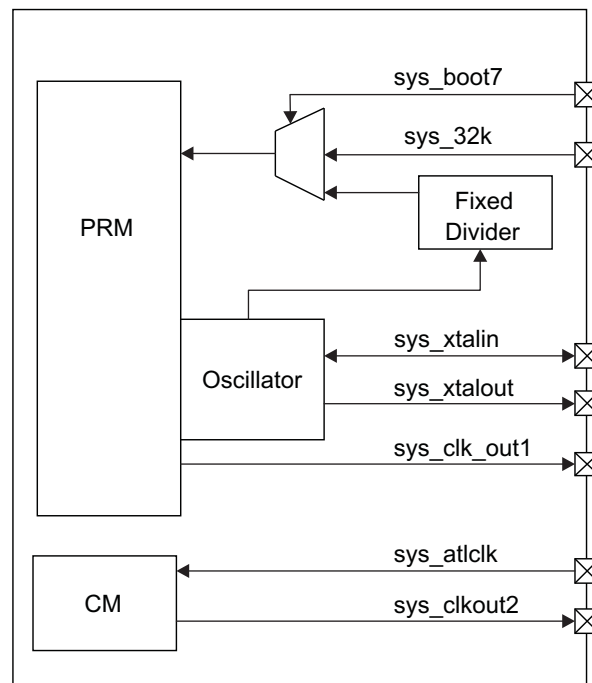 sys_boot7
sys_32k
Fixed
Divider
PRM
sys_xtalin
Oscillator
sys_xtalout
sys_clk_out1
sys_atlclk
CM
sys_clkout2